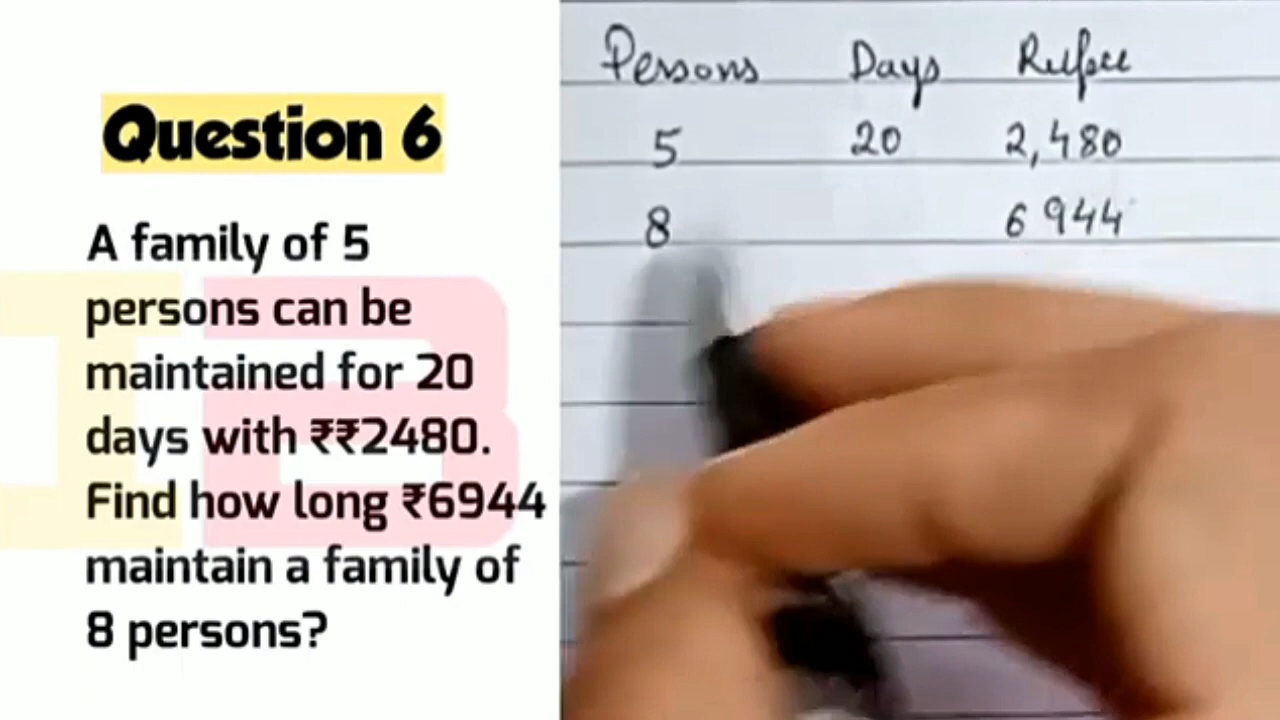 Question 6
A family of 5
persons can be
maintained for 20
days with ₹₹2480.
Find how long ₹6944
maintain a family of
8 persons?
Persons Days Rupee
5 20 2,480
8 6944